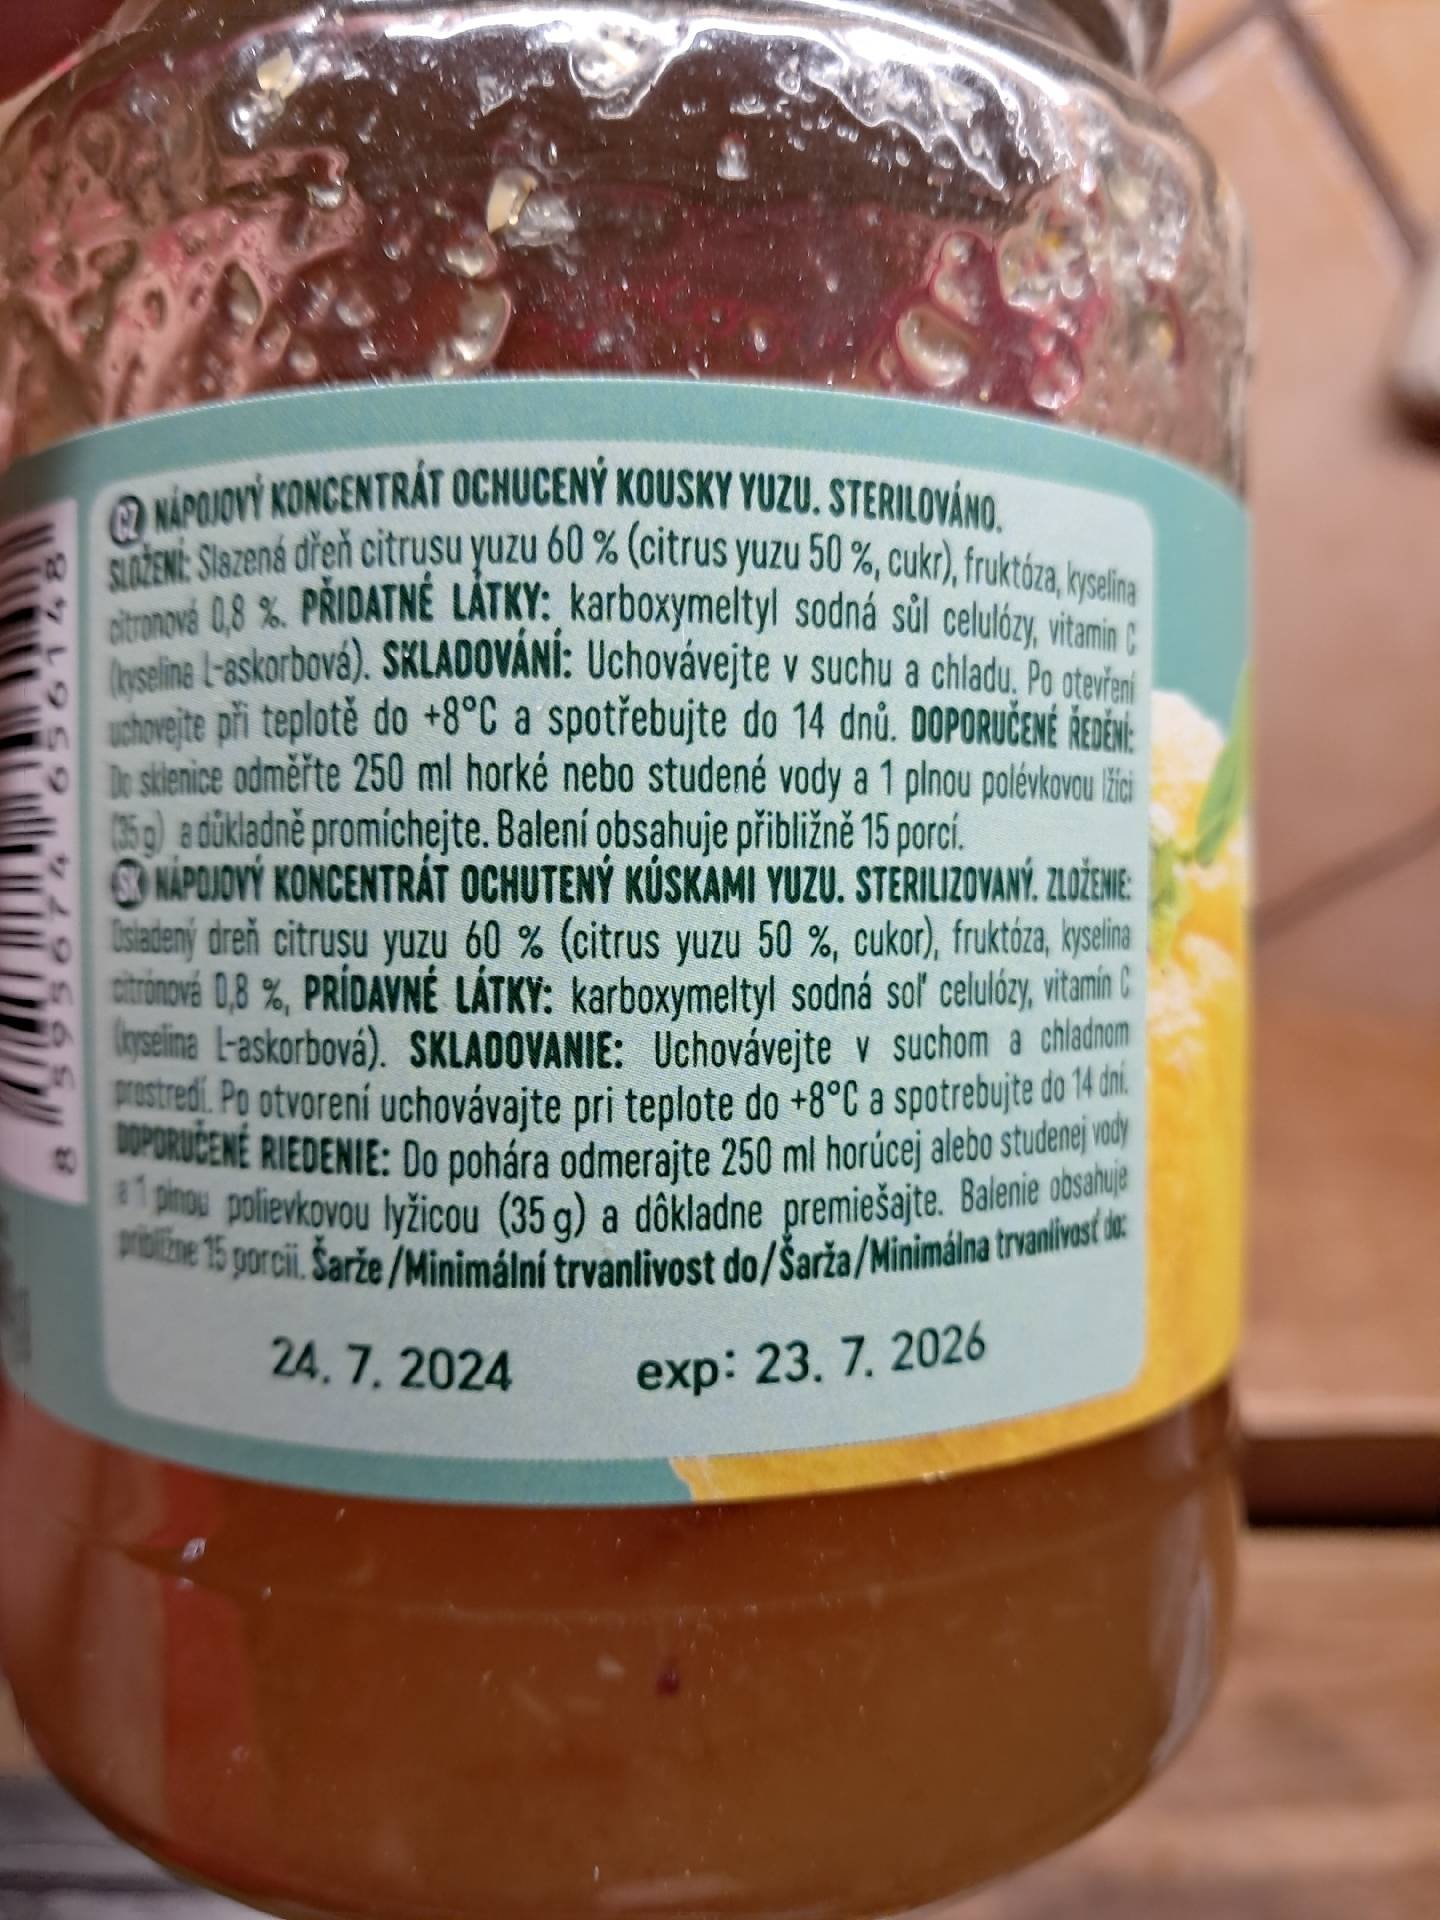 CZ NÁPOJOVÝ KONCENTRÁT OCHUCENÝ KOUSKY YUZU. STERILOVÁNO.
SLOŽENÍ: Slazená dřeň citrusu yuzu 60 % (citrus yuzu 50 %, cukr), fruktóza, kyselina
citronová 0,8 %. PŘIDATNÉ LÁTKY: karboxymeltyl sodná sůl celulózy, vitamin C
(kyselina L-askorbová). SKLADOVÁNÍ: Uchovávejte v suchu a chladu. Po otevření
uchovejte při teplotě do +8°C a spotřebujte do 14 dnů. DOPORUČENÉ ŘEDĚNÍ:
Do sklenice odměřte 250 ml horké nebo studené vody a 1 plnou polévkovou lžíci
(35 g) a důkladně promíchejte. Balení obsahuje přibližně 15 porcí.
SK NÁPOJOVÝ KONCENTRÁT OCHUTENÝ KÚSKAMI YUZU. STERILIZOVANÝ. ZLOŽENIE:
Osladený dreň citrusu yuzu 60 % (citrus yuzu 50 %, cukor), fruktóza, kyselina
citrónová 0,8 %, PRÍDAVNÉ LÁTKY: karboxymeltyl sodná soľ celulózy, vitamín C
(kyselina L-askorbová). SKLADOVANIE: Uchovávejte v suchom a chladnom
prostredí. Po otvorení uchovávajte pri teplote do +8°C a spotrebujte do 14 dní.
DOPORUČENÉ RIEDENIE: Do pohára odmerajte 250 ml horúcej alebo studenej vody
a 1 plnou polievkovou lyžicou (35 g) a dôkladne premiešajte. Balenie obsahuje
približne 15 porcii. Šarže/Minimální trvanlivost do/Šarža/Minimálna trvanlivosť do:
24. 7. 2024 exp: 23. 7. 2026
8 595674 656148